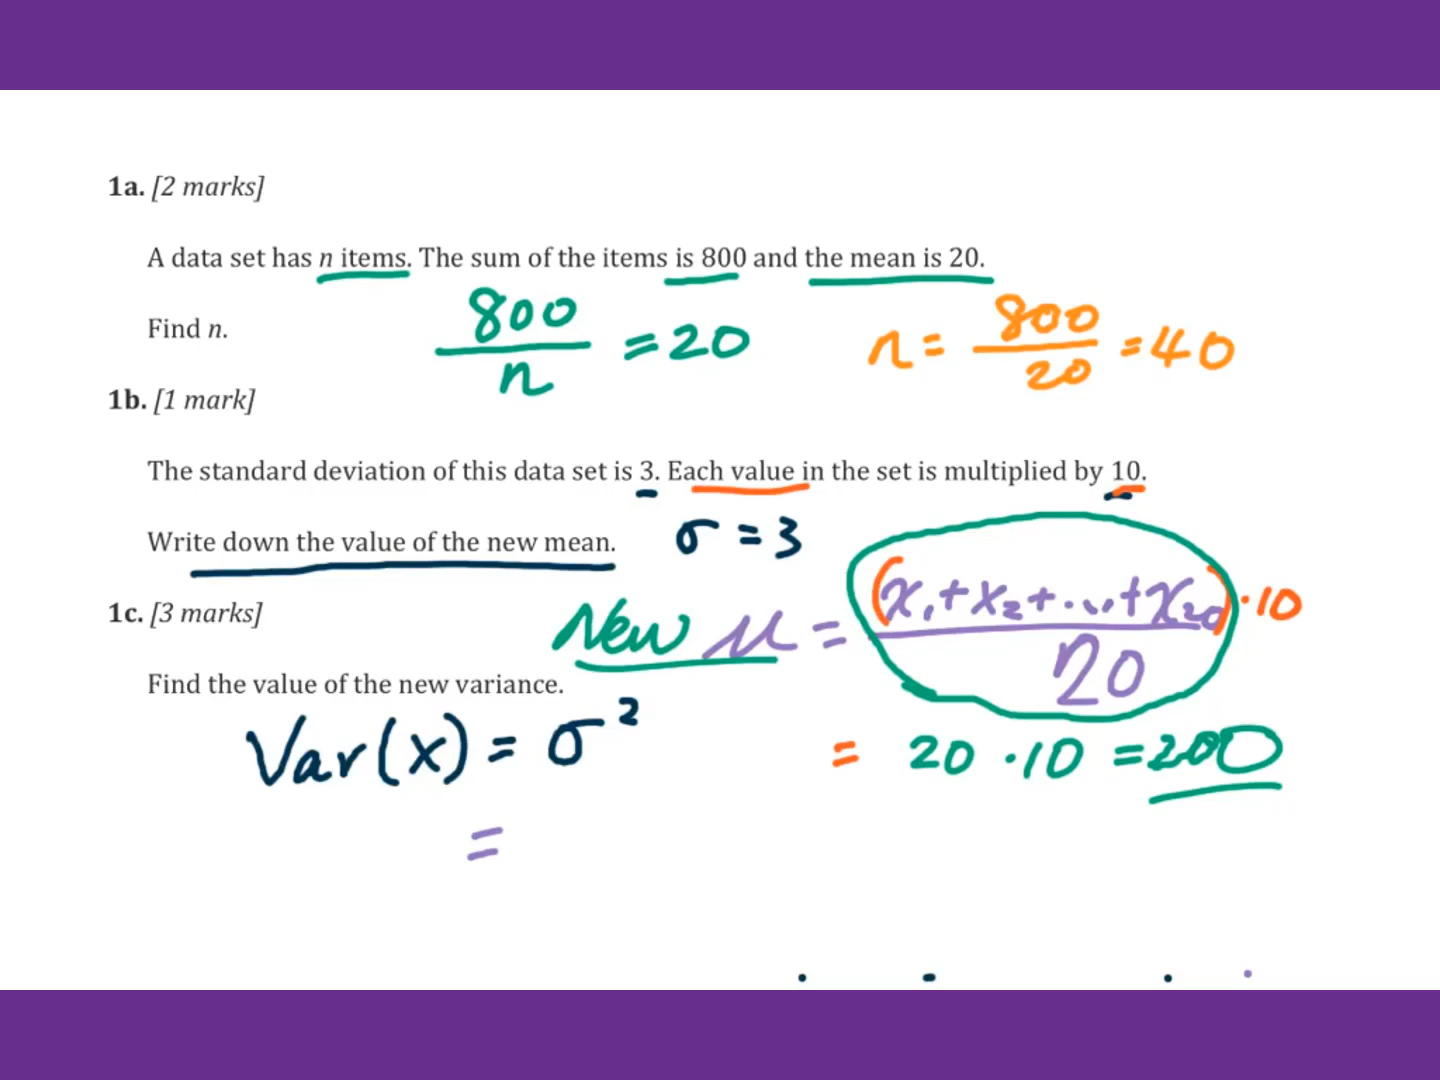 1a. [2 marks]
A data set has n items. The sum of the items is 800 and the mean is 20.
Find n.
800/n = 20
n = 800/20 = 40
1b. [1 mark]
The standard deviation of this data set is 3. Each value in the set is multiplied by 10.
Write down the value of the new mean.
σ = 3
New μ = (x₁ + x₂ + ... + x₂₀)/20 · 10
= 20 · 10 = 200
1c. [3 marks]
Find the value of the new variance.
Var(x) = σ²
=